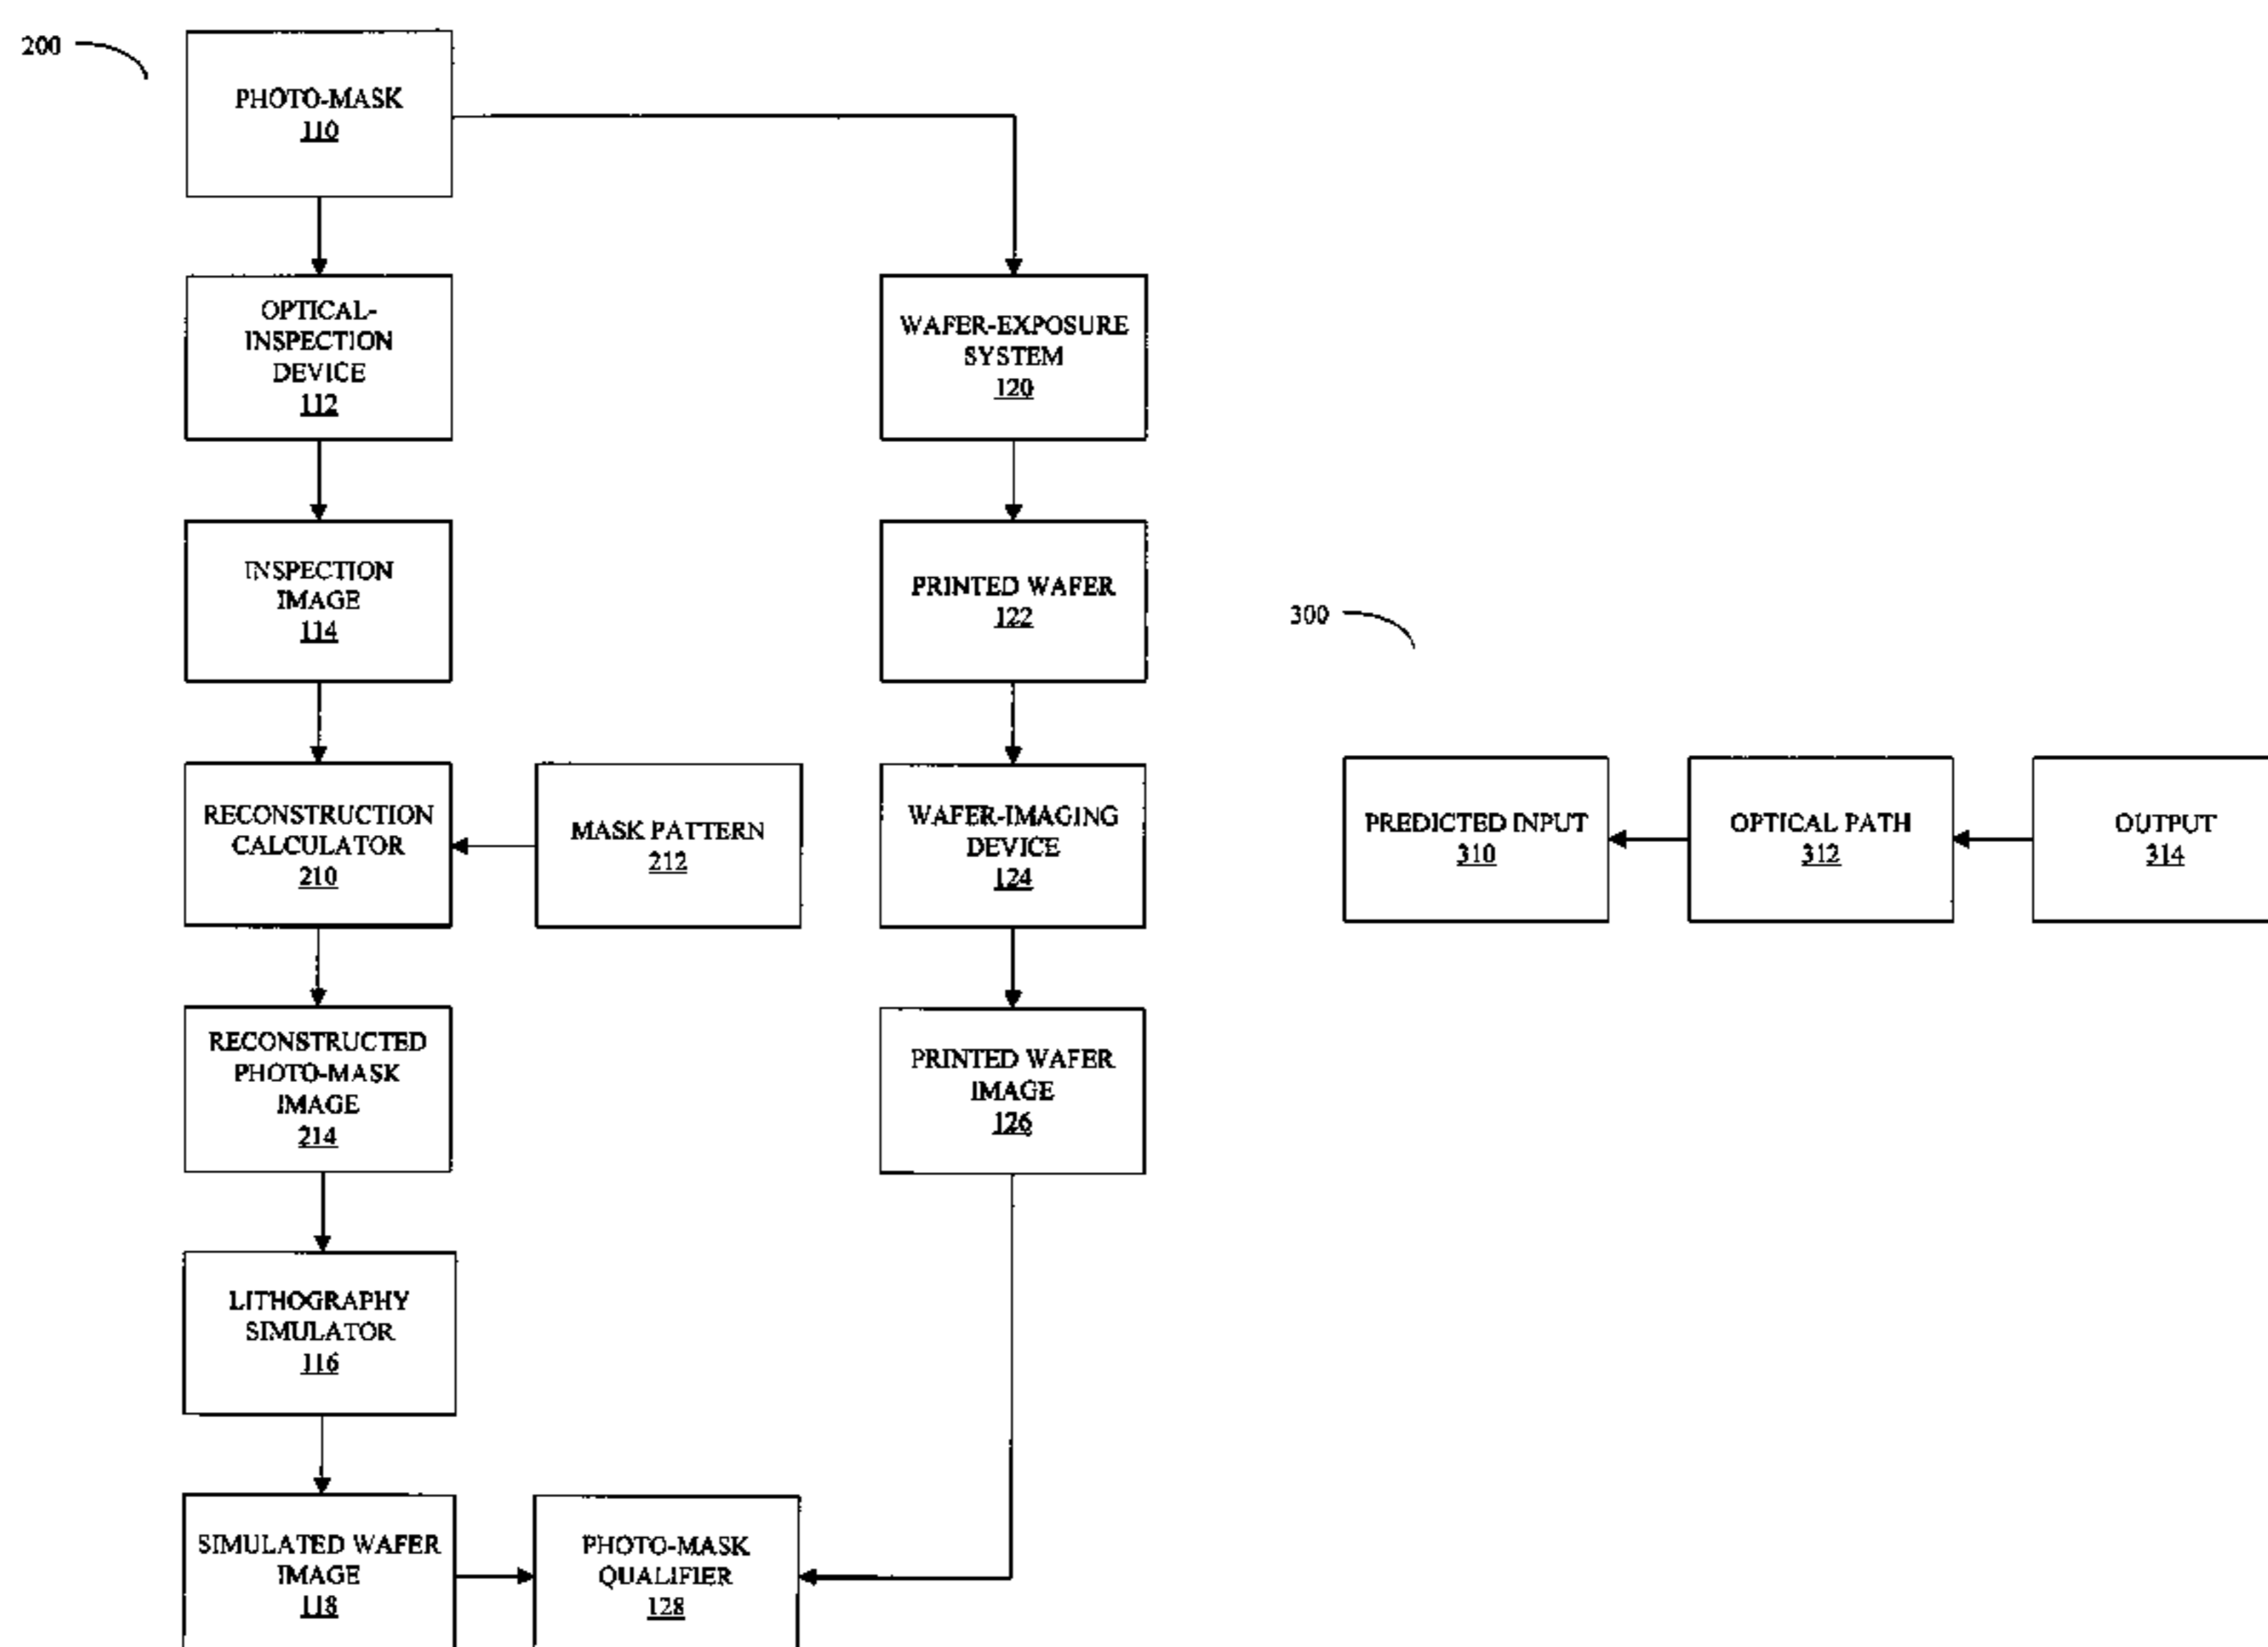 200
PHOTO-MASK
110
OPTICAL-
INSPECTION
DEVICE
112
WAFER-EXPOSURE
SYSTEM
120
INSPECTION
IMAGE
114
PRINTED WAFER
122
RECONSTRUCTION
CALCULATOR
210
MASK PATTERN
212
WAFER-IMAGING
DEVICE
124
RECONSTRUCTED
PHOTO-MASK
IMAGE
214
PRINTED WAFER
IMAGE
126
LITHOGRAPHY
SIMULATOR
116
SIMULATED WAFER
IMAGE
118
PHOTO-MASK
QUALIFIER
128
300
PREDICTED INPUT
310
OPTICAL PATH
312
OUTPUT
314